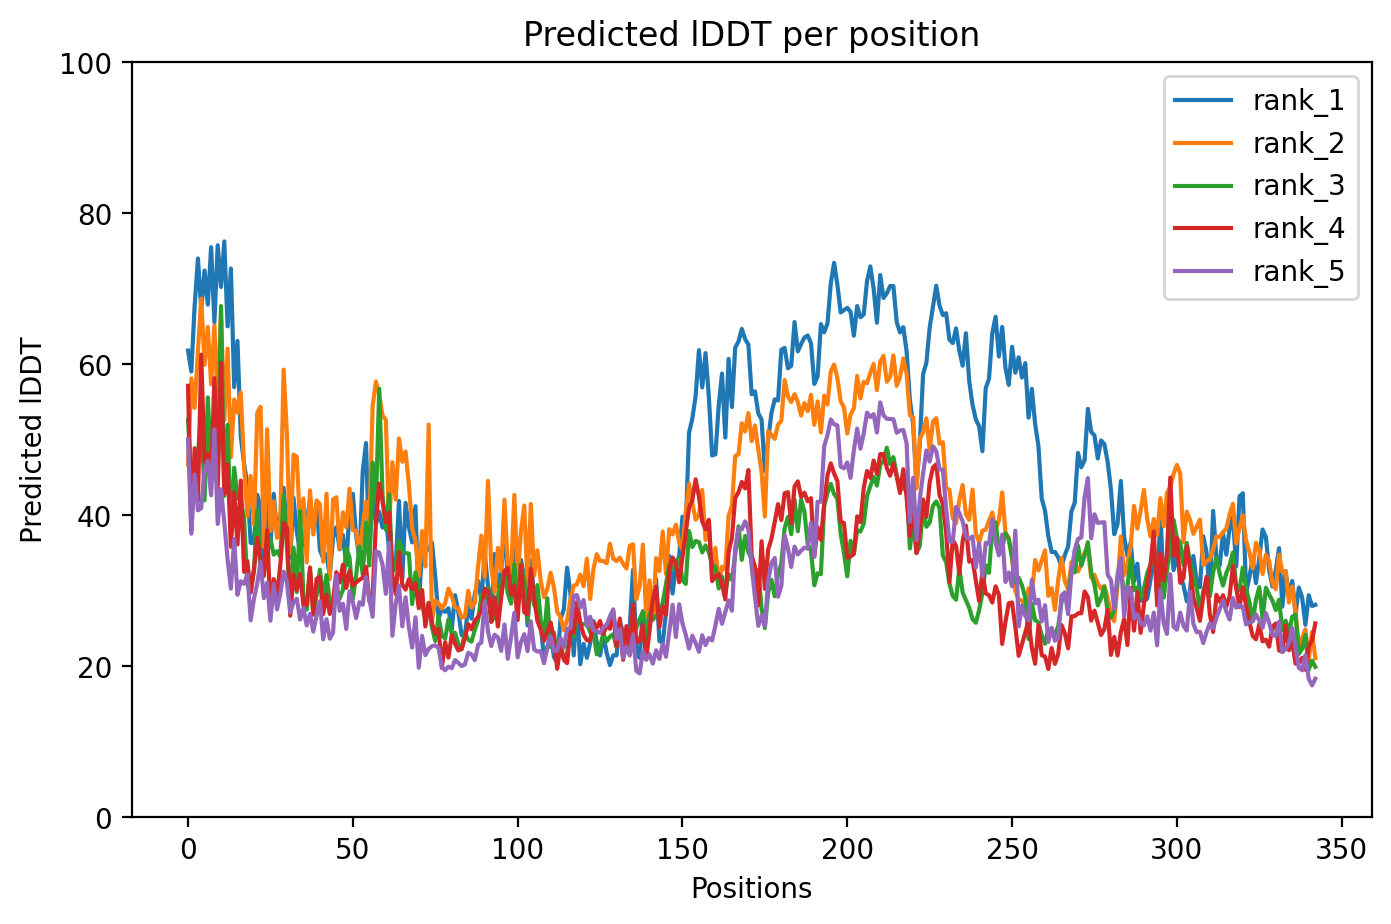 Predicted lDDT per position
100
80
60
40
20
0
Predicted lDDT
rank_1
rank_2
rank_3
rank_4
rank_5
0 50 100 150 200 250 300 350
Positions